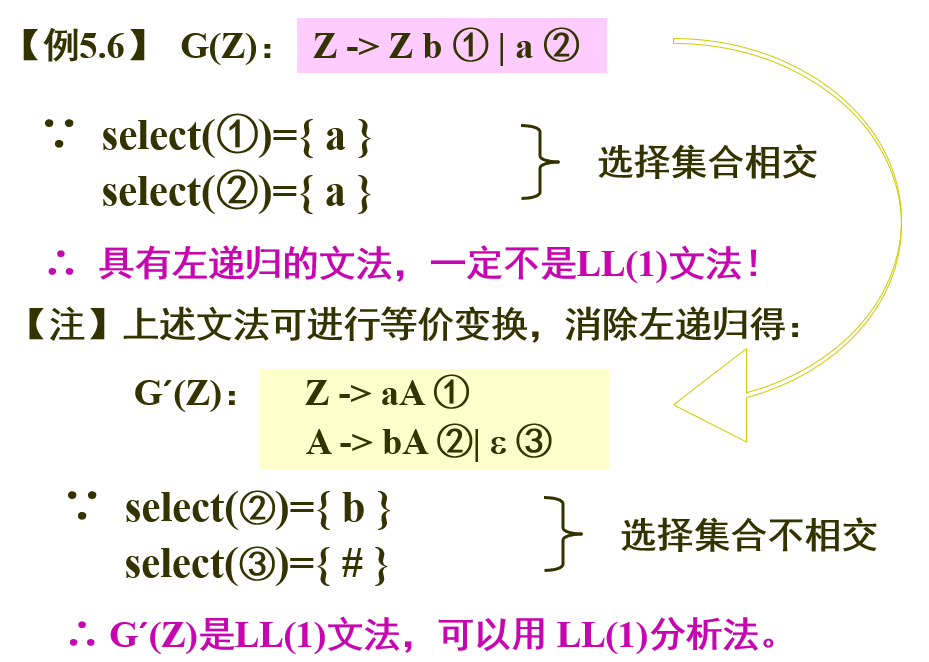 【例5.6】 G(Z)： Z -> Z b ① | a ②
∵ select(①)={ a }
select(②)={ a }
选择集合相交
∴ 具有左递归的文法，一定不是LL(1)文法！
【注】上述文法可进行等价变换，消除左递归得：
G´(Z)： Z -> aA ①
A -> bA ②| ε ③
∵ select(②)={ b }
select(③)={ # }
选择集合不相交
∴ G´(Z)是LL(1)文法，可以用 LL(1)分析法。